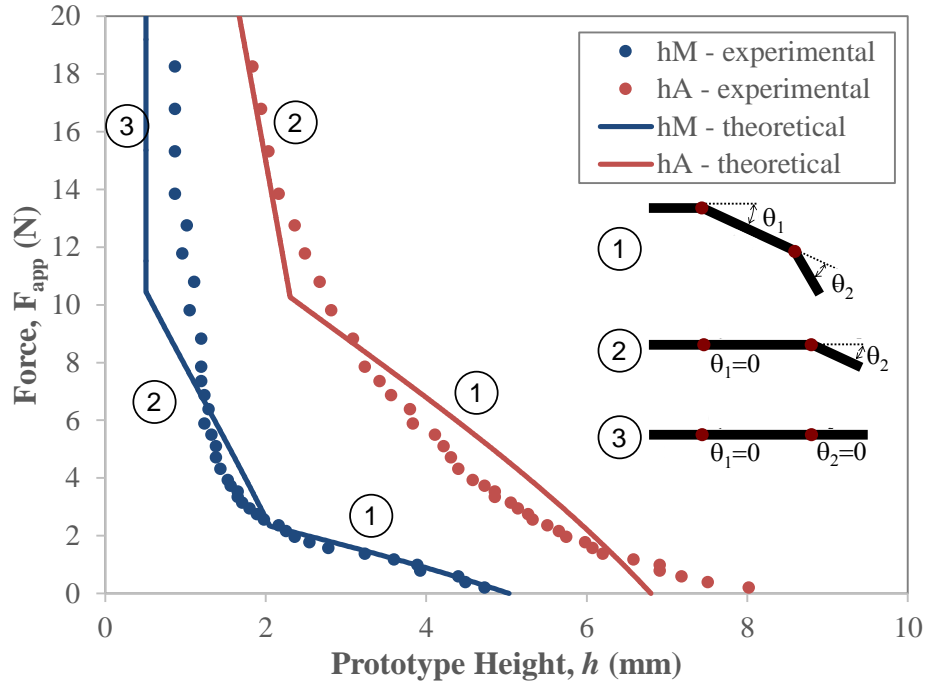 20
18
16
14
12
10
8
6
4
2
0
Force, F_app (N)
0 2 4 6 8 10
Prototype Height, h (mm)
hM - experimental
hA - experimental
hM - theoretical
hA - theoretical
3
2
2
1
1
1
θ1
θ2
2
θ1=0
θ2
3
θ1=0
θ2=0